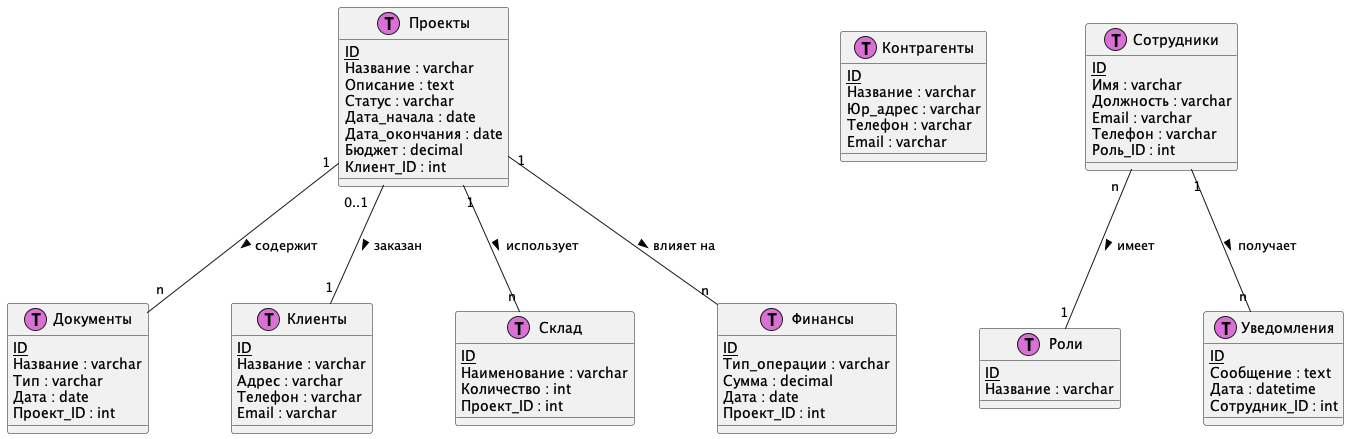 T Проекты
ID
Название : varchar
Описание : text
Статус : varchar
Дата_начала : date
Дата_окончания : date
Бюджет : decimal
Клиент_ID : int
T Контрагенты
ID
Название : varchar
Юр_адрес : varchar
Телефон : varchar
Email : varchar
T Сотрудники
ID
Имя : varchar
Должность : varchar
Email : varchar
Телефон : varchar
Роль_ID : int
1
0..1
1
1
n
1
содержит
заказан
использует
влияет на
имеет
получает
n
1
n
n
1
n
T Документы
ID
Название : varchar
Тип : varchar
Дата : date
Проект_ID : int
T Клиенты
ID
Название : varchar
Адрес : varchar
Телефон : varchar
Email : varchar
T Склад
ID
Наименование : varchar
Количество : int
Проект_ID : int
T Финансы
ID
Тип_операции : varchar
Сумма : decimal
Дата : date
Проект_ID : int
T Роли
ID
Название : varchar
T Уведомления
ID
Сообщение : text
Дата : datetime
Сотрудник_ID : int